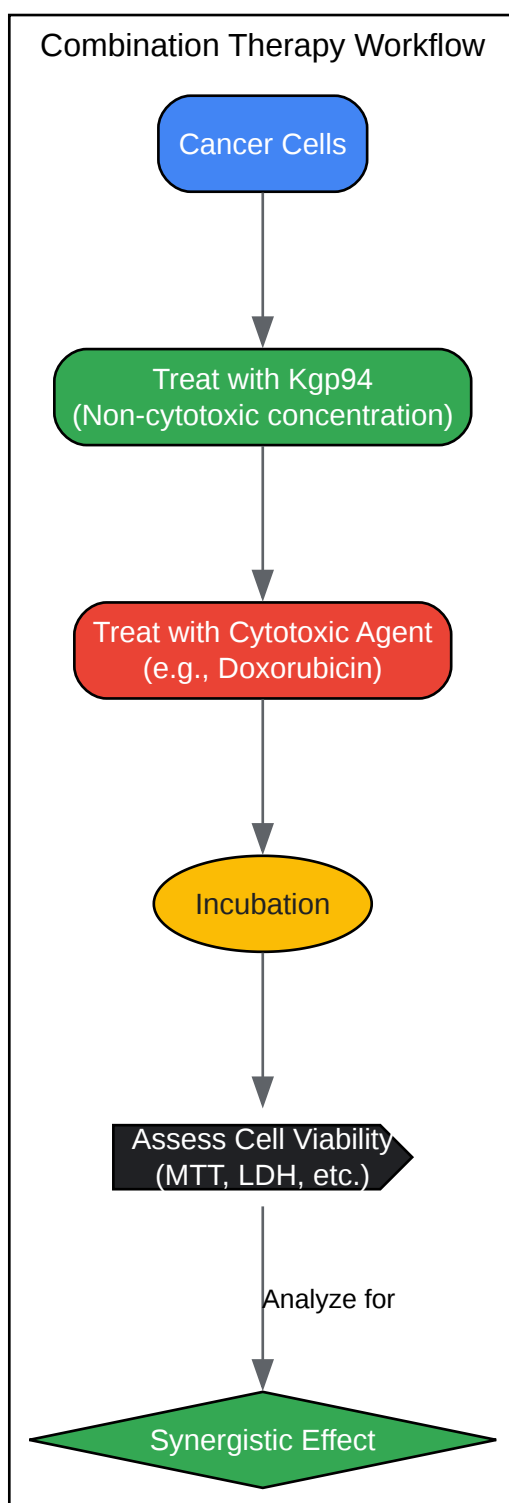 Combination Therapy Workflow
Cancer Cells
Treat with Kgp94
(Non-cytotoxic concentration)
Treat with Cytotoxic Agent
(e.g., Doxorubicin)
Incubation
Assess Cell Viability
(MTT, LDH, etc.)
Analyze for
Synergistic Effect